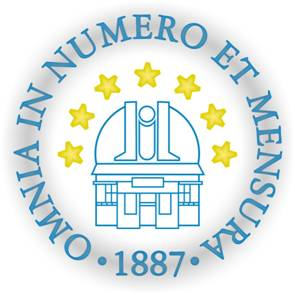 OMNIA IN NUMERO ET MENSURA
· 1887 ·